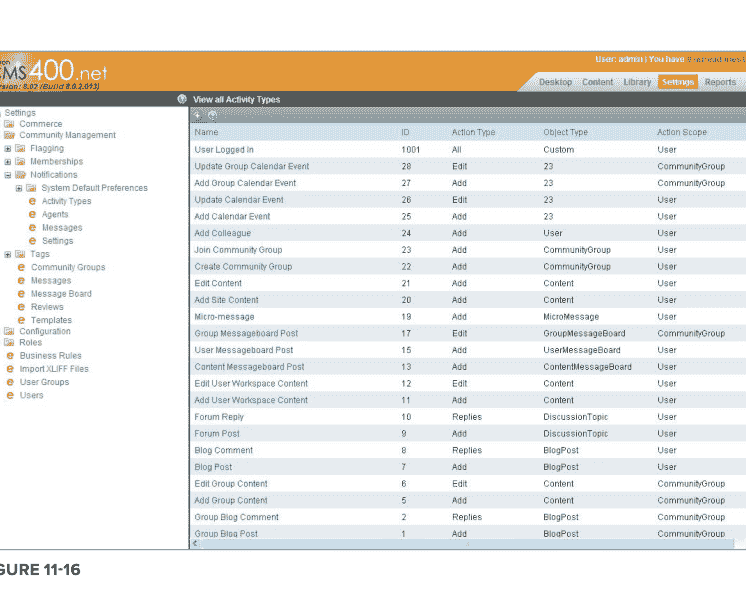 CMS400.net
User: admin | You have
Version: 8.02 (Build 8.0.2.013)
Desktop Content Library Settings Reports
View all Activity Types
Settings
Commerce
Community Management
Flagging
Memberships
Notifications
System Default Preferences
Activity Types
Agents
Messages
Settings
Tags
Community Groups
Messages
Message Board
Reviews
Templates
Configuration
Roles
Business Rules
Import XLIFF Files
User Groups
Users
Name ID Action Type Object Type Action Scope
User Logged in 1001 All Custom User
Update Group Calendar Event 28 Edit 23 CommunityGroup
Add Group Calendar Event 27 Add 23 CommunityGroup
Update Calendar Event 26 Edit 23 User
Add Calendar Event 25 Add 23 User
Add Colleague 24 Add User User
Join Community Group 23 Add CommunityGroup User
Create Community Group 22 Add CommunityGroup User
Edit Content 21 Add Content User
Add Site Content 20 Add Content User
Micro-message 19 Add MicroMessage User
Group Messageboard Post 17 Edit GroupMessageBoard CommunityGroup
User Messageboard Post 15 Add UserMessageBoard User
Content Messageboard Post 13 Add ContentMessageBoard User
Edit User Workspace Content 12 Edit Content User
Add User Workspace Content 11 Add Content User
Forum Reply 10 Replies DiscussionTopic User
Forum Post 9 Add DiscussionTopic User
Blog Comment 8 Replies BlogPost User
Blog Post 7 Add BlogPost User
Edit Group Content 6 Edit Content CommunityGroup
Add Group Content 5 Add Content CommunityGroup
Group Blog Comment 2 Replies BlogPost CommunityGroup
Group Blog Post 1 Add BlogPost CommunityGroup
GURE 11-16